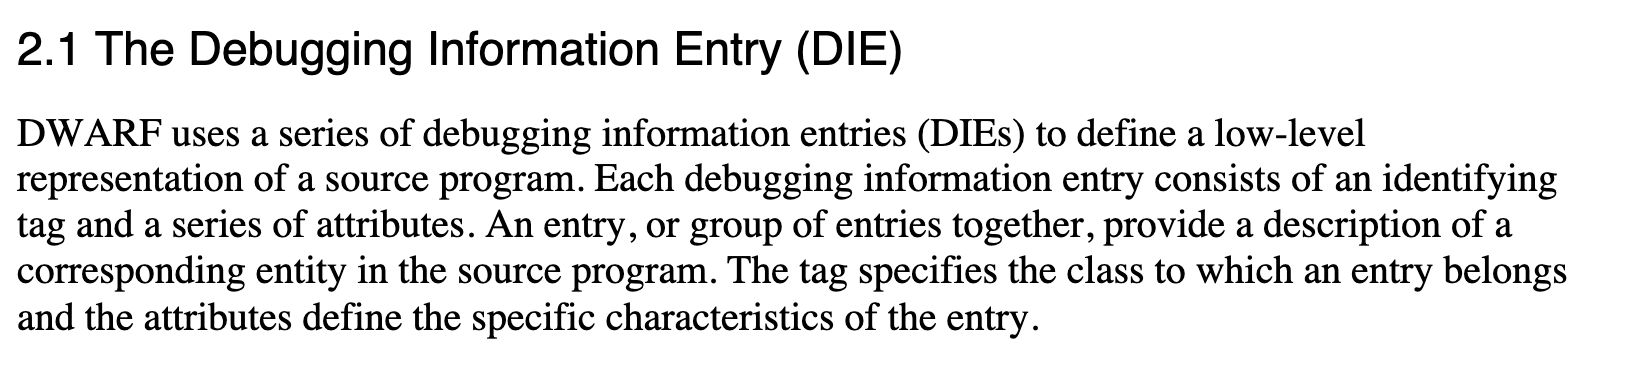 2.1 The Debugging Information Entry (DIE)
DWARF uses a series of debugging information entries (DIEs) to define a low-level
representation of a source program. Each debugging information entry consists of an identifying
tag and a series of attributes. An entry, or group of entries together, provide a description of a
corresponding entity in the source program. The tag specifies the class to which an entry belongs
and the attributes define the specific characteristics of the entry.